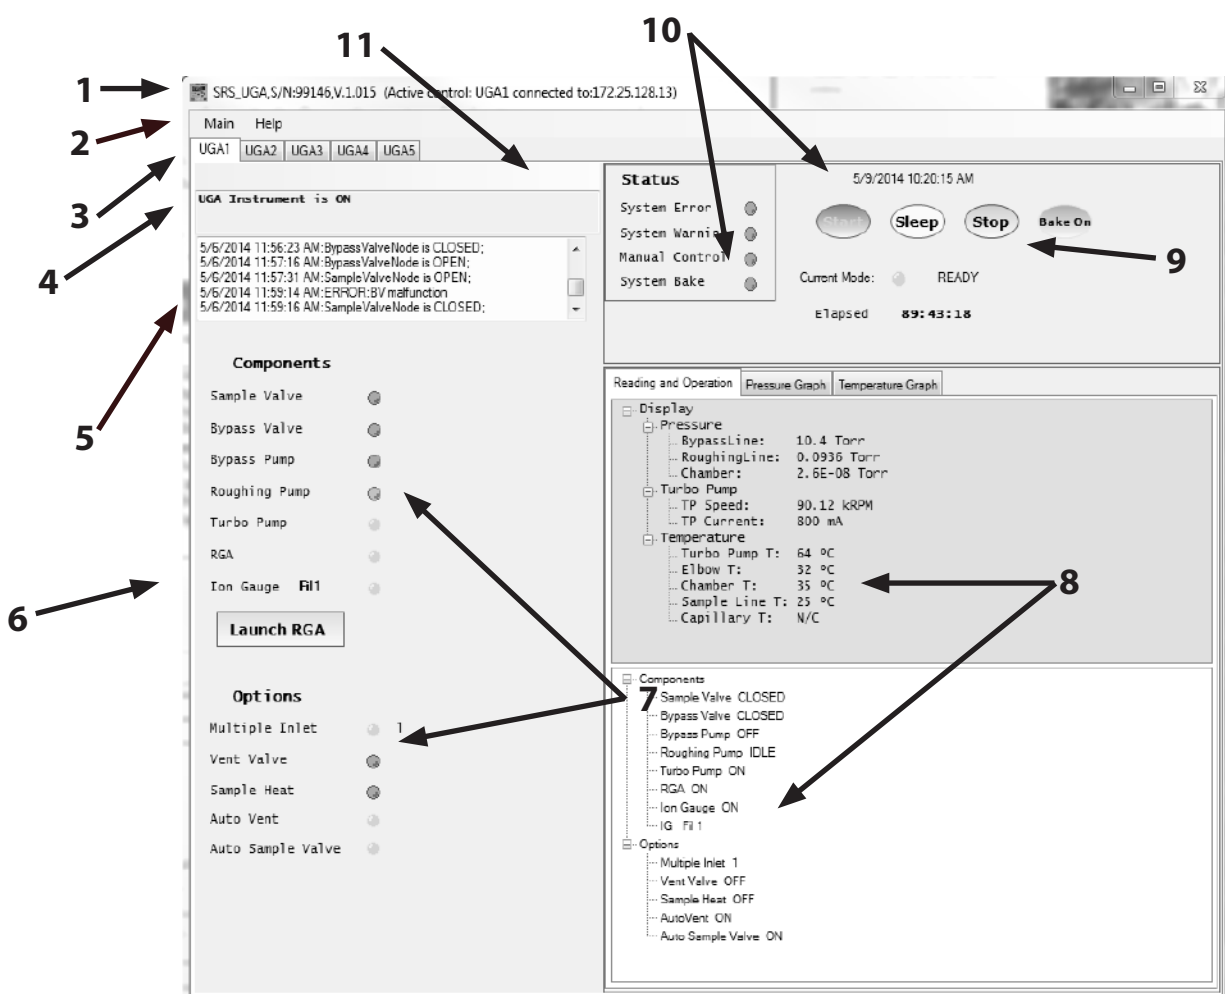 10
11
1
SRS_UGA,S/N:99146,V.1.015 (Active control: UGA1 connected to:172.25.128.13)
2
Main Help
UGA1 UGA2 UGA3 UGA4 UGA5
3
UGA Instrument is ON
4
5/6/2014 11:56:23 AM:BypassValveNode is CLOSED;
5/6/2014 11:57:16 AM:BypassValveNode is OPEN;
5/6/2014 11:57:31 AM:SampleValveNode is OPEN;
5/6/2014 11:59:14 AM:ERROR:BV malfunction
5/6/2014 11:59:16 AM:SampleValveNode is CLOSED;
5
Status
System Error
System Warnin
Manual Control
System Bake
5/9/2014 10:20:15 AM
Start Sleep Stop Bake On
9
Current Mode: READY
Elapsed 89:43:18
Components
Sample Valve
Bypass Valve
Bypass Pump
Roughing Pump
Turbo Pump
RGA
Ion Gauge Fil1
6
Launch RGA
Options
Multiple Inlet 1
Vent Valve
Sample Heat
Auto Vent
Auto Sample Valve
7
Reading and Operation Pressure Graph Temperature Graph
Display
Pressure
BypassLine: 10.4 Torr
RoughingLine: 0.0936 Torr
Chamber: 2.6E-08 Torr
Turbo Pump
TP Speed: 90.12 kRPM
TP Current: 800 mA
Temperature
Turbo Pump T: 64 ºC
Elbow T: 32 ºC
Chamber T: 35 ºC
Sample Line T: 25 ºC
Capillary T: N/C
8
Components
Sample Valve CLOSED
Bypass Valve CLOSED
Bypass Pump OFF
Roughing Pump IDLE
Turbo Pump ON
RGA ON
Ion Gauge ON
IG Fil 1
Options
Multiple Inlet 1
Vent Valve OFF
Sample Heat OFF
AutoVent ON
Auto Sample Valve ON